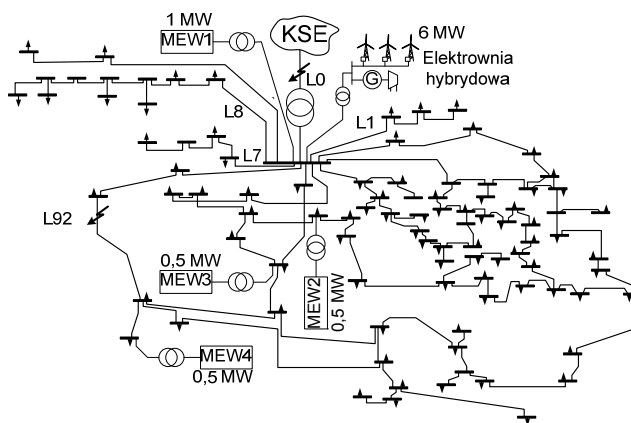 1 MW
MEW1
KSE
L0
6 MW
G
Elektrownia
hybrydowa
L8
L1
L7
L92
0,5 MW
MEW3
MEW2
0,5 MW
MEW4
0,5 MW